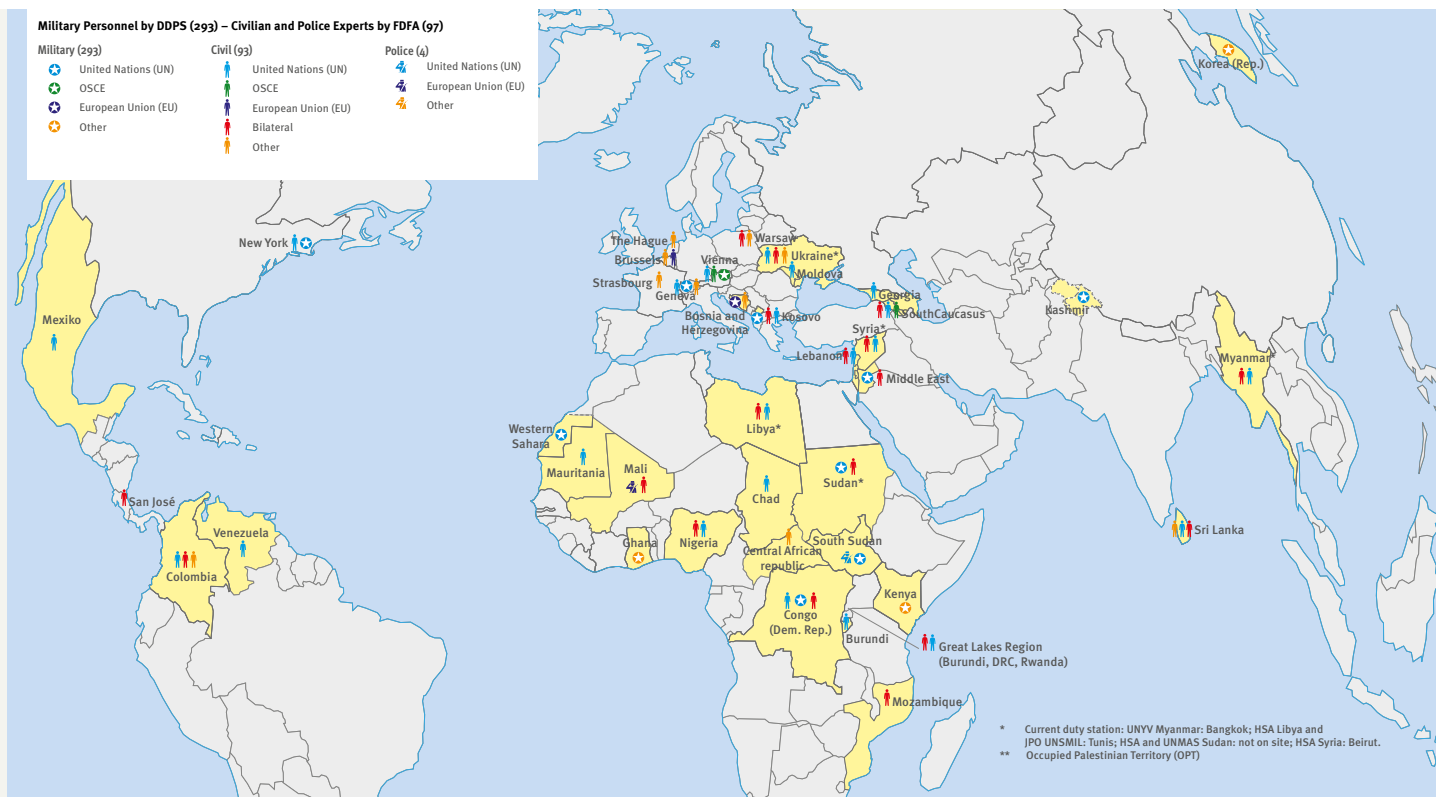 Military Personnel by DDPS (293) – Civilian and Police Experts by FDFA (97)
Military (293)
United Nations (UN)
OSCE
European Union (EU)
Other
Civil (93)
United Nations (UN)
OSCE
European Union (EU)
Bilateral
Other
Police (4)
United Nations (UN)
European Union (EU)
Other
Korea (Rep.)
New York
The Hague
Warsaw
Brussels
Vienna
Ukraine*
Strasbourg
Moldova
Geneva
Georgia
Bosnia and
Herzegovina
Kosovo
SouthCaucasus
Kashmir
Mexiko
Syria*
Lebanon
Myanmar*
Middle East
Western
Sahara
Libya*
Mauritania
Mali
Chad
Sudan*
San José
Venezuela
Colombia
Ghana
Nigeria
Central African
republic
South Sudan
Sri Lanka
Kenya
Congo
(Dem. Rep.)
Burundi
Great Lakes Region
(Burundi, DRC, Rwanda)
Mozambique
* Current duty station: UNYV Myanmar: Bangkok; HSA Libya and
JPO UNSMIL: Tunis; HSA and UNMAS Sudan: not on site; HSA Syria: Beirut.
** Occupied Palestinian Territory (OPT)